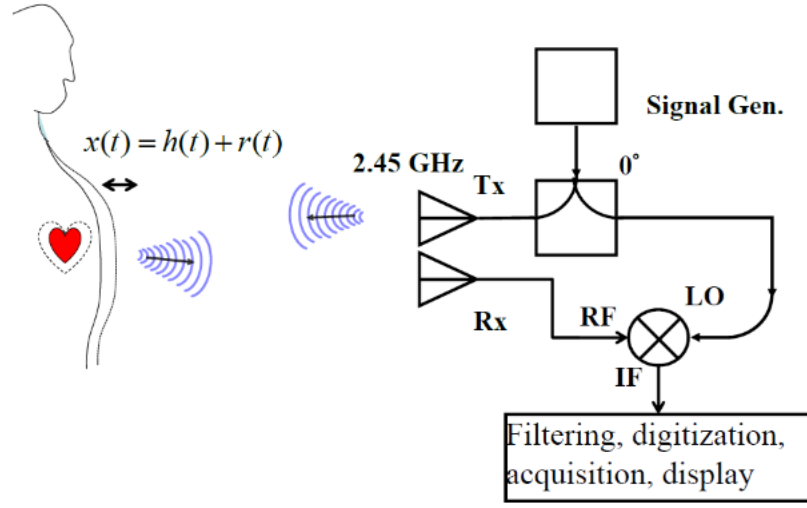 Signal Gen.
x(t) = h(t) + r(t)
2.45 GHz
Tx
0°
Rx
RF
LO
IF
Filtering, digitization,
acquisition, display